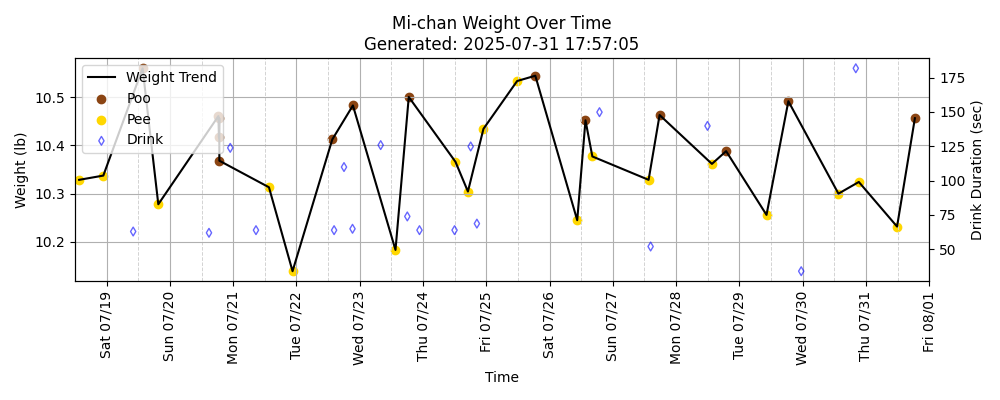 Mi-chan Weight Over Time
Generated: 2025-07-31 17:57:05
Weight (lb)
10.5
10.4
10.3
10.2
Weight Trend
Poo
Pee
Drink
175
150
125
100
75
50
Drink Duration (sec)
Sat 07/19
Sun 07/20
Mon 07/21
Tue 07/22
Wed 07/23
Thu 07/24
Fri 07/25
Sat 07/26
Sun 07/27
Mon 07/28
Tue 07/29
Wed 07/30
Thu 07/31
Fri 08/01
Time